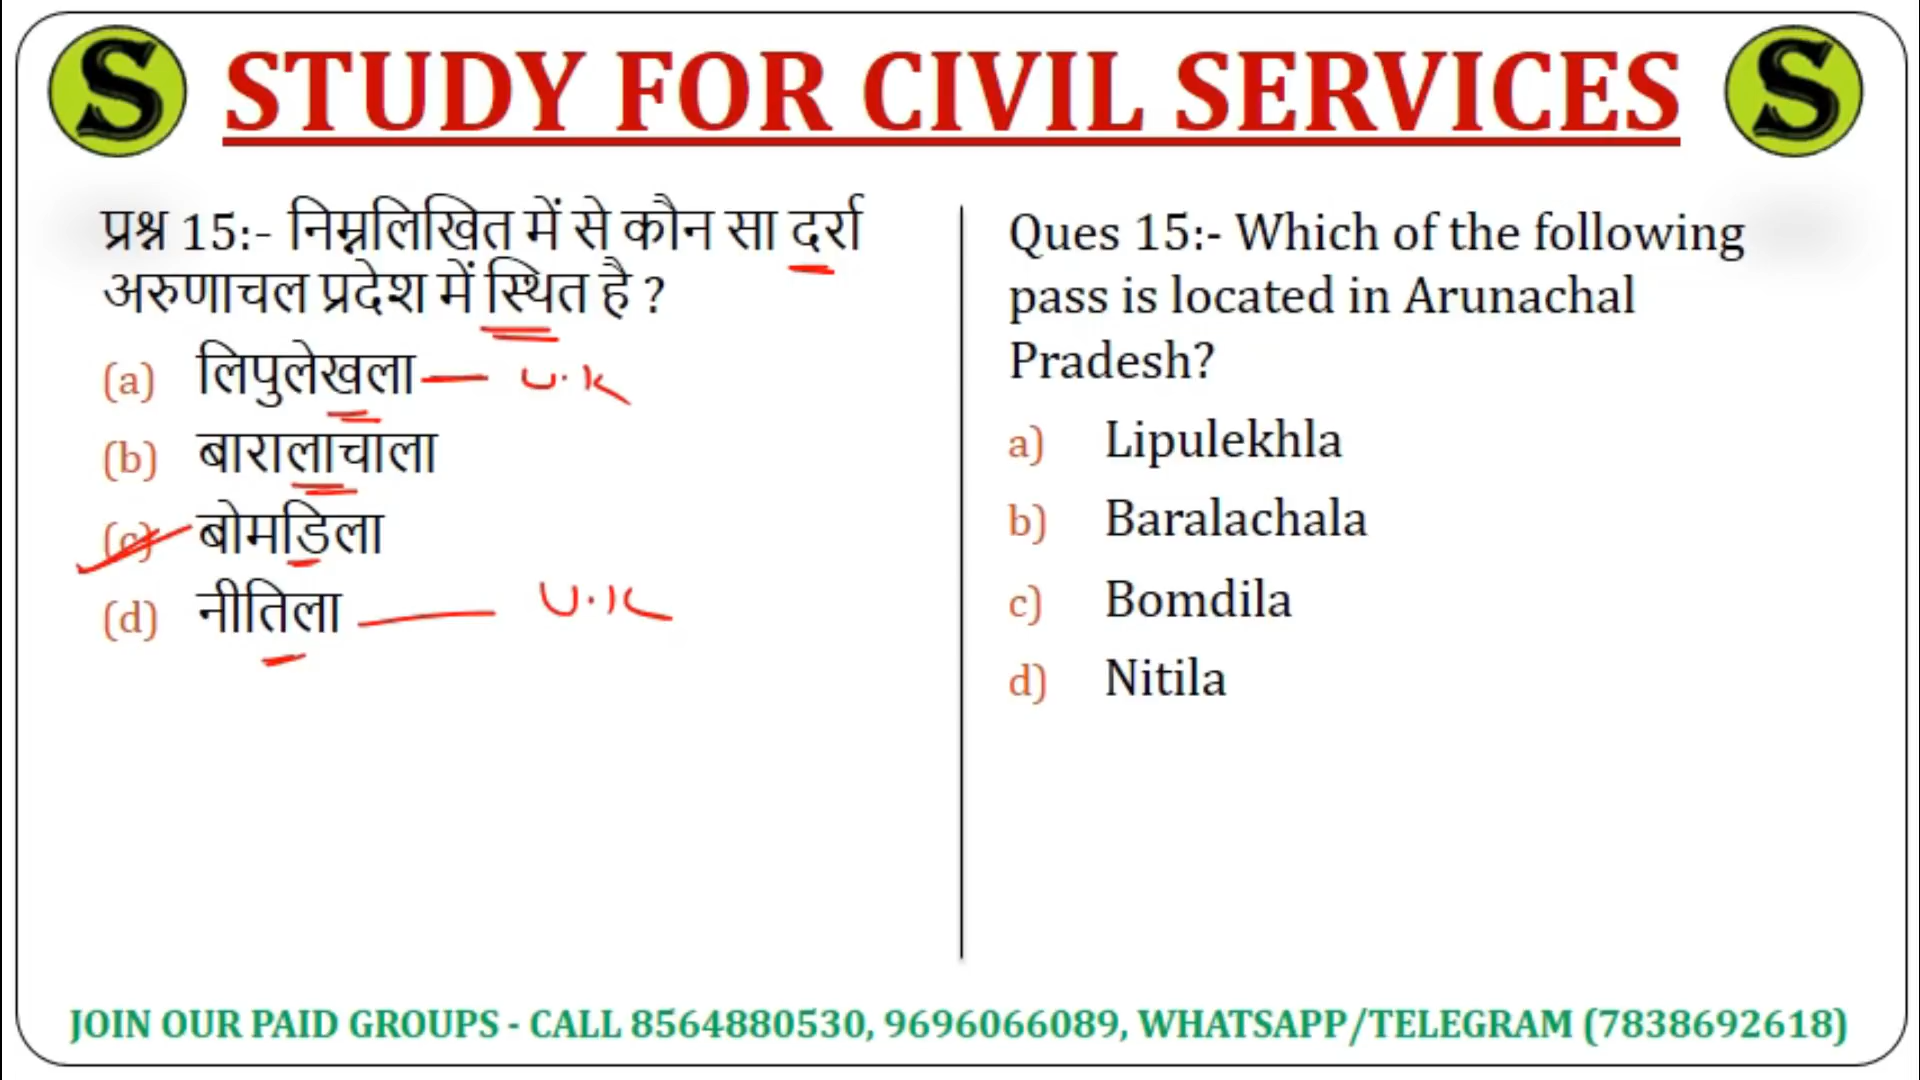 S STUDY FOR CIVIL SERVICES S
प्रश्न 15:- निम्नलिखित में से कौन सा दर्रा
अरुणाचल प्रदेश में स्थित है ?
(a) लिपुलेखला — U.K
(b) बारालाचाला
(c) बोमडिला
(d) नीतिला — U.K
Ques 15:- Which of the following
pass is located in Arunachal
Pradesh?
a) Lipulekhla
b) Baralachala
c) Bomdila
d) Nitila
JOIN OUR PAID GROUPS - CALL 8564880530, 9696066089, WHATSAPP/TELEGRAM (7838692618)